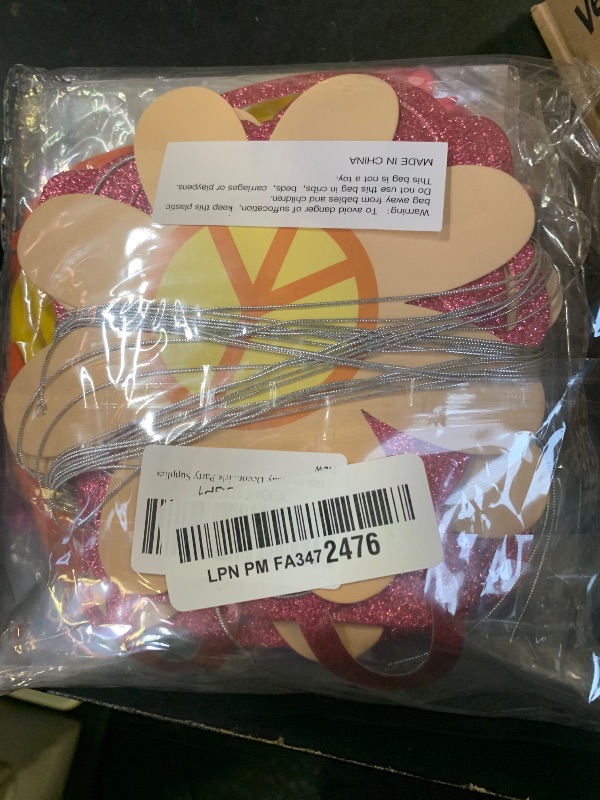 Warning: To avoid danger of suffocation, keep this plastic
bag away from babies and children.
Do not use this bag in cribs, beds, carriages or playpens.
This bag is not a toy.
MADE IN CHINA
Party Supplies
LPN PM FA3472476